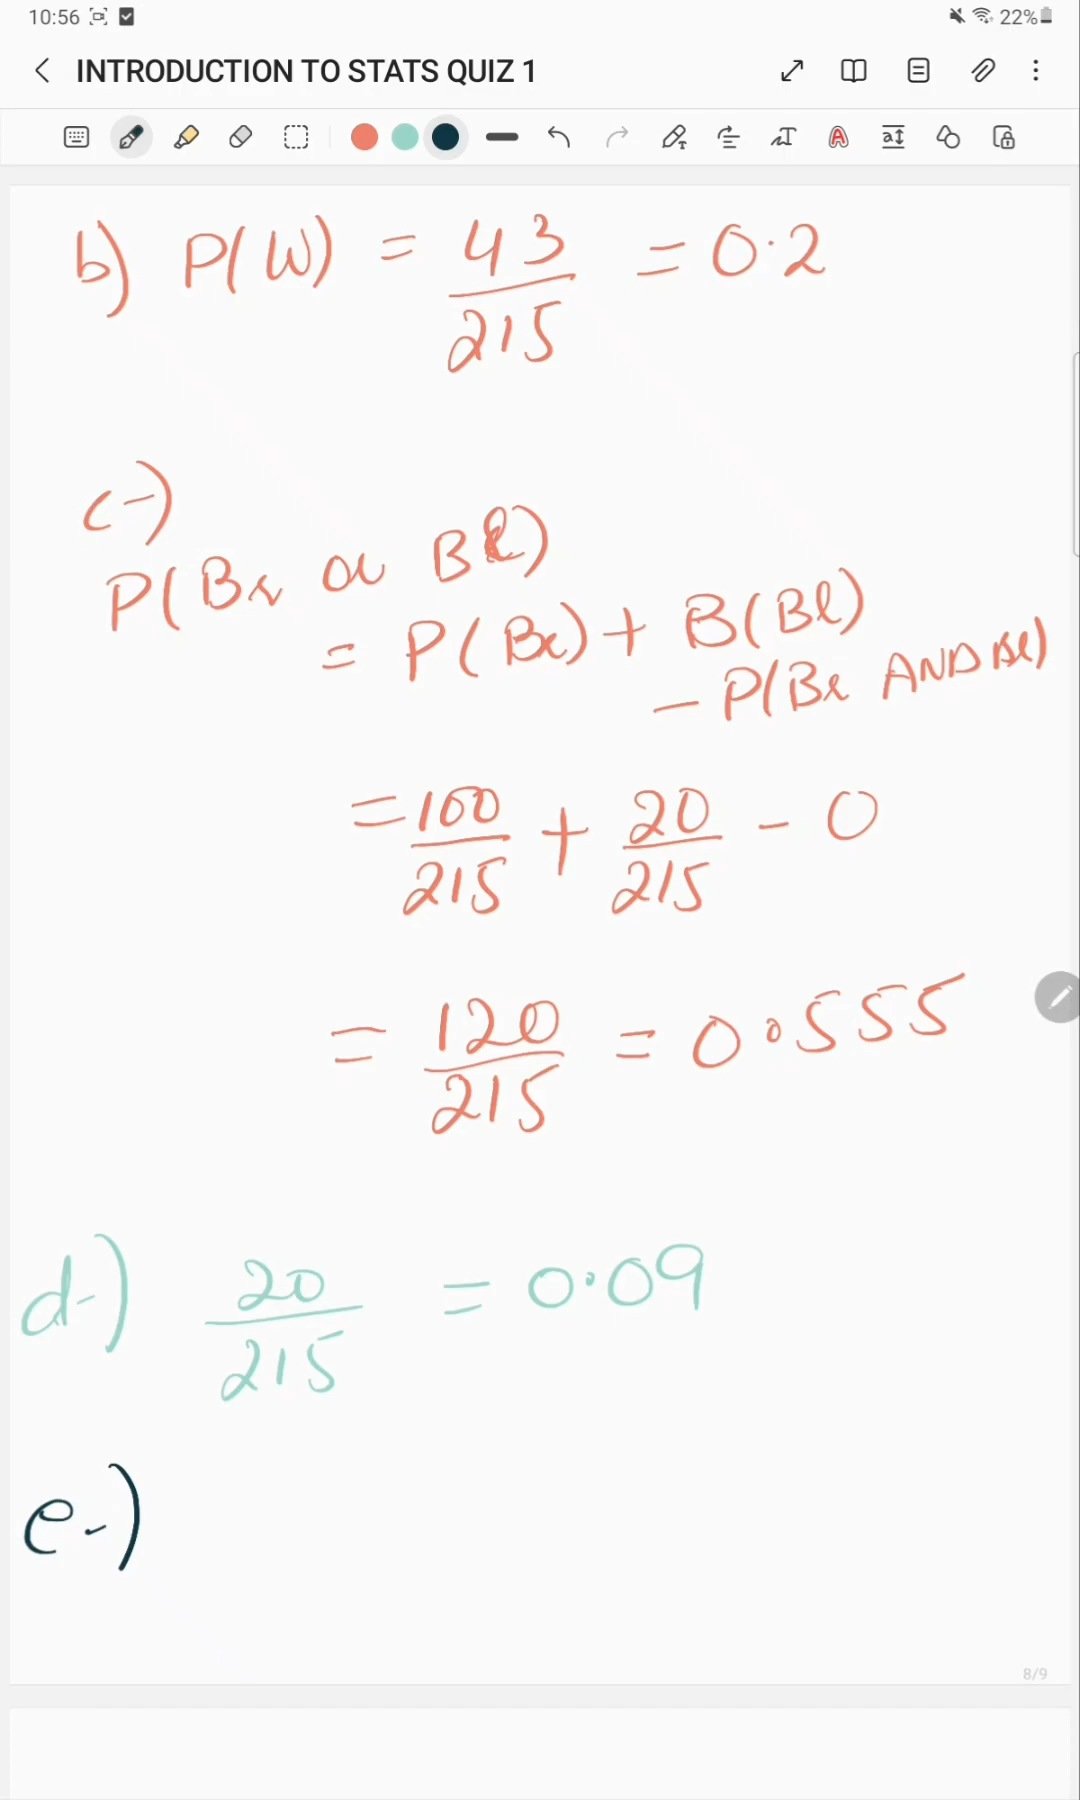 10:56 22%
INTRODUCTION TO STATS QUIZ 1
b) P(W) = 43/215 = 0.2
c-)
P(Br or Bl)
= P(Br) + B(Bl)
- P(Br AND Bl)
= 100/215 + 20/215 - 0
= 120/215 = 0.555
d-) 20/215 = 0.09
e-)
8/9